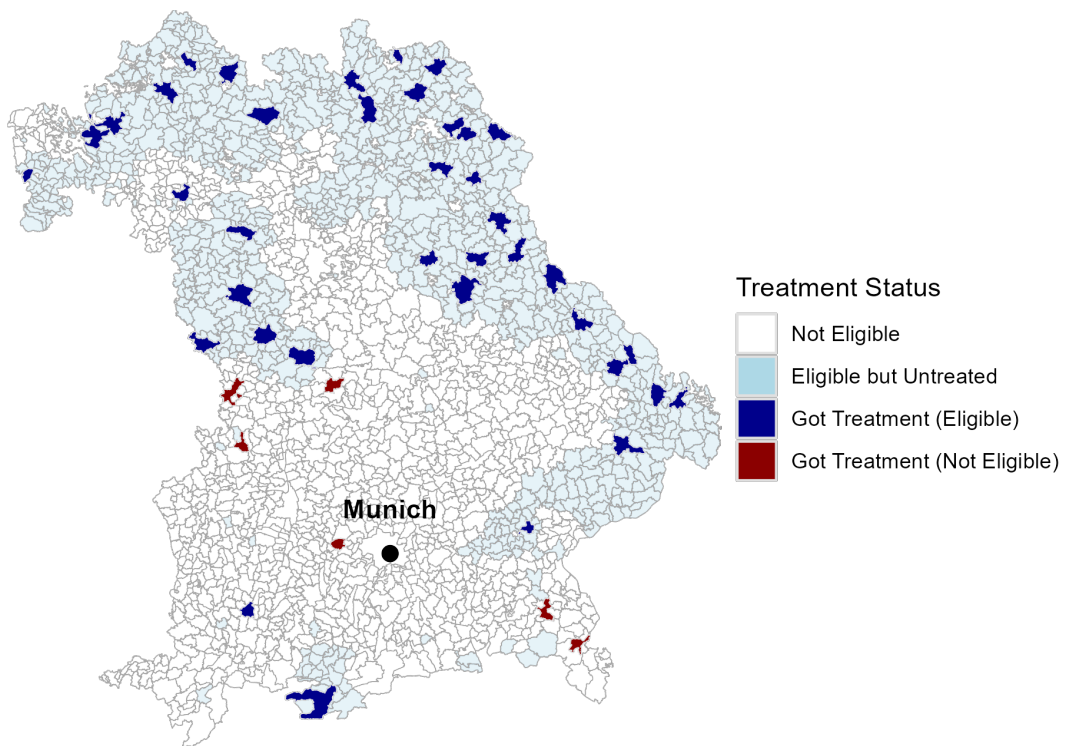 Munich
Treatment Status
Not Eligible
Eligible but Untreated
Got Treatment (Eligible)
Got Treatment (Not Eligible)